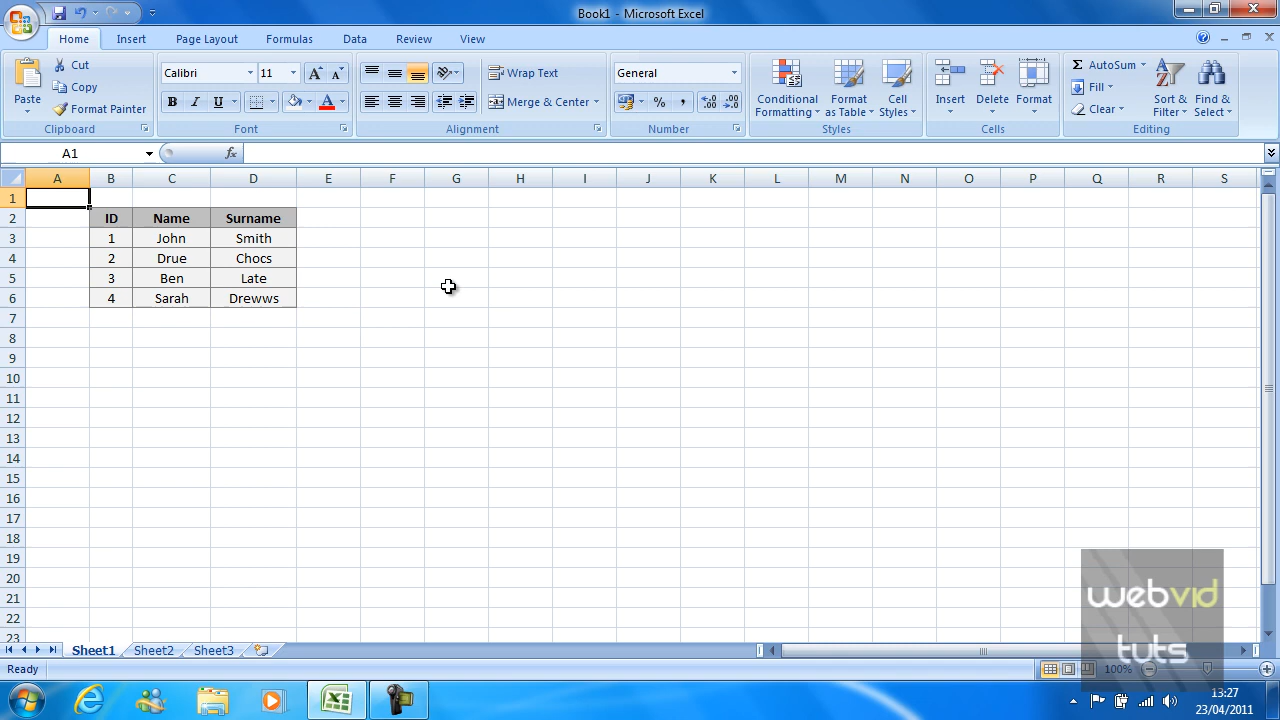 Book1 - Microsoft Excel
Home Insert Page Layout Formulas Data Review View
Paste Cut Copy Format Painter Clipboard
Calibri 11 A A B I U A Font
Wrap Text Merge & Center Alignment
General % , Number
Conditional Formatting Format as Table Cell Styles Styles
Insert Delete Format Cells
Σ AutoSum Fill Clear Sort & Filter Find & Select Editing
A1 fx
A B C D E F G H I J K L M N O P Q R S
1
2 ID Name Surname
3 1 John Smith
4 2 Drue Chocs
5 3 Ben Late
6 4 Sarah Drewws
7
8
9
10
11
12
13
14
15
16
17
18
19
20
21
22
23
webvid
tuts
Sheet1 Sheet2 Sheet3
Ready 100%
13:27
23/04/2011